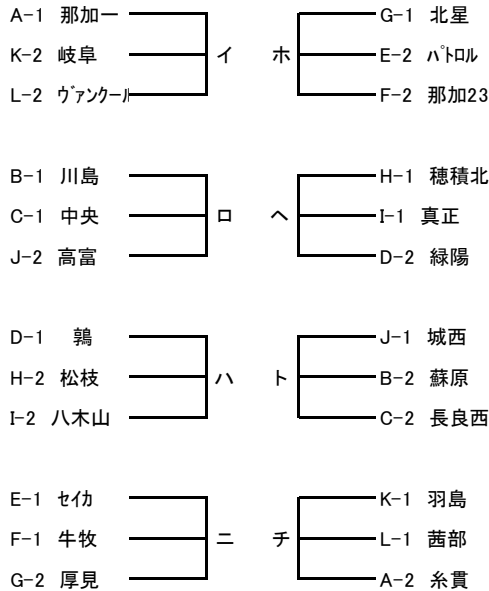 A-1 那加一 G-1 北星
K-2 岐阜 イ ホ E-2 パトロル
L-2 ヴァンクール F-2 那加23
B-1 川島 H-1 穂積北
C-1 中央 ロ ヘ I-1 真正
J-2 高富 D-2 緑陽
D-1 鶉 J-1 城西
H-2 松枝 ハ ト B-2 蘇原
I-2 八木山 C-2 長良西
E-1 セイカ K-1 羽島
F-1 牛牧 ニ チ L-1 茜部
G-2 厚見 A-2 糸貫